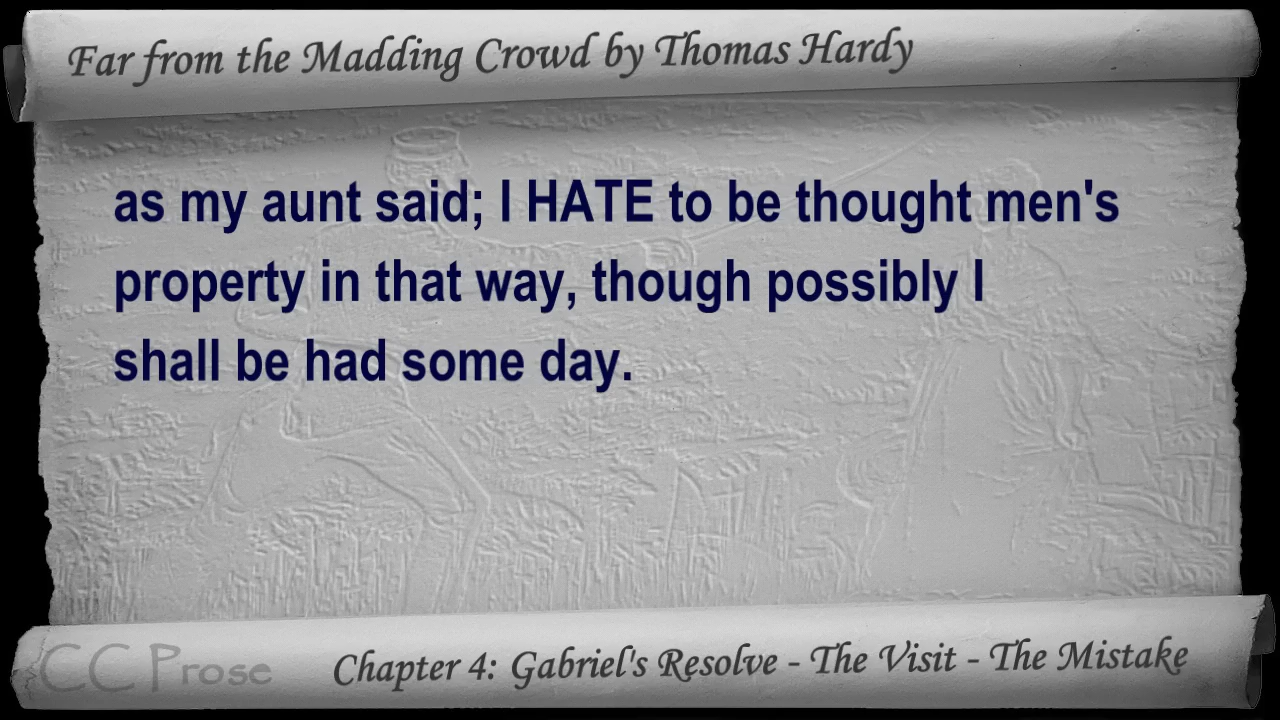 Far from the Madding Crowd by Thomas Hardy
as my aunt said; I HATE to be thought men's
property in that way, though possibly I
shall be had some day.
CC Prose
Chapter 4: Gabriel's Resolve - The Visit - The Mistake